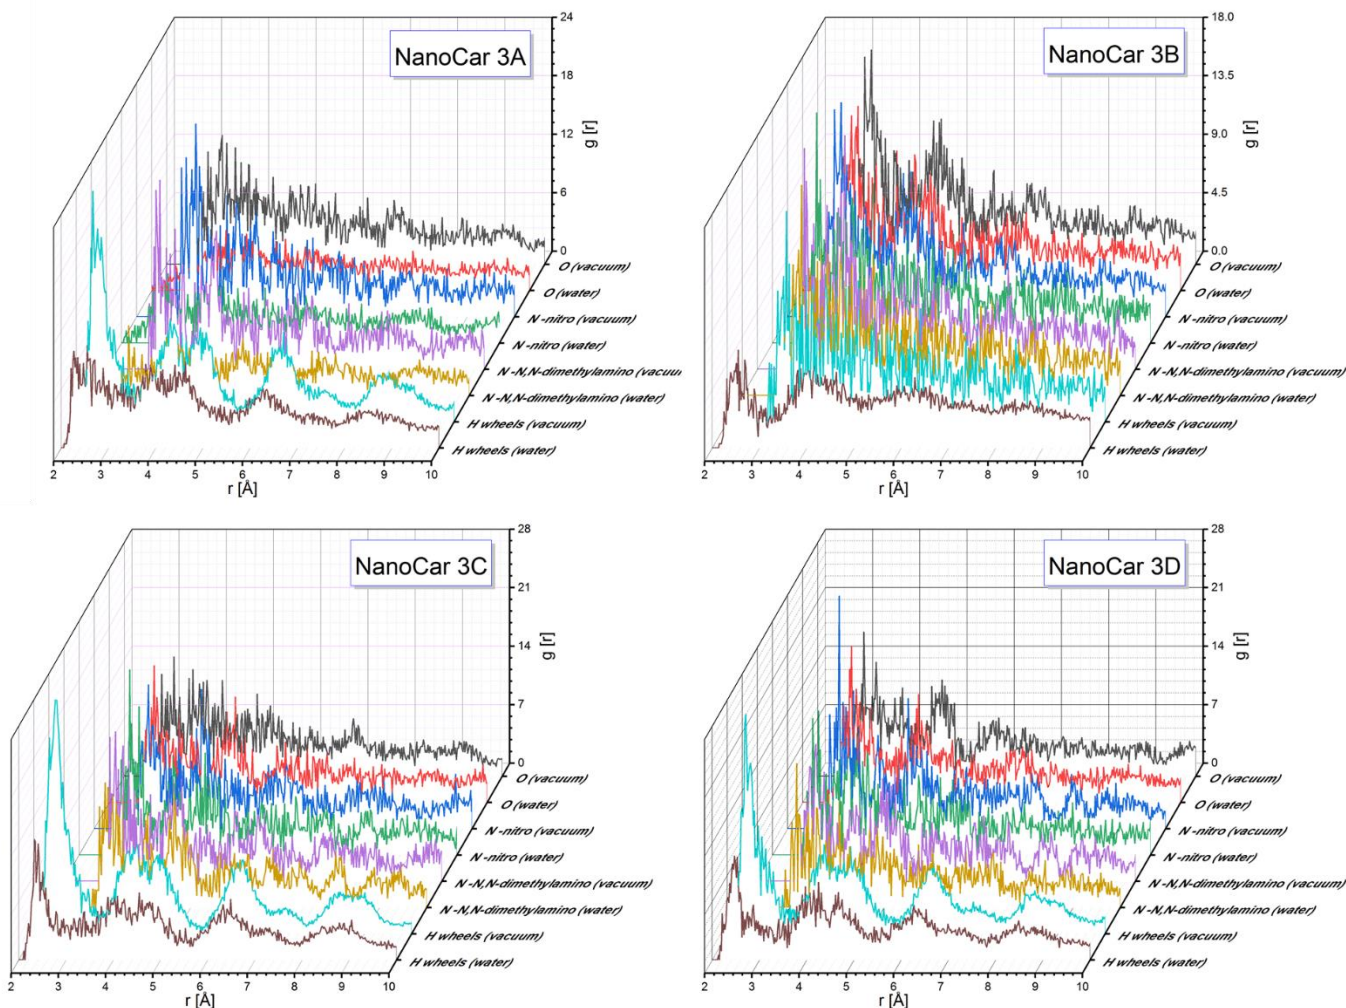 NanoCar 3A
24
18
12
6
0
g [r]
O (vacuum)
O (water)
N -nitro (vacuum)
N -nitro (water)
N -N,N-dimethylamino (vacuu
N -N,N-dimethylamino (water)
H wheels (vacuum)
H wheels (water)
2 3 4 5 6 7 8 9 10
r [Å]
NanoCar 3B
18.0
13.5
9.0
4.5
0.0
g [r]
O (vacuum)
O (water)
N -nitro (vacuum)
N -nitro (water)
N -N,N-dimethylamino (vacuum)
N -N,N-dimethylamino (water)
H wheels (vacuum)
H wheels (water)
2 3 4 5 6 7 8 9 10
r [Å]
NanoCar 3C
28
21
14
7
0
g [r]
O (vacuum)
O (water)
N -nitro (vacuum)
N -nitro (water)
N -N,N-dimethylamino (vacuum)
N -N,N-dimethylamino (water)
H wheels (vacuum)
H wheels (water)
2 3 4 5 6 7 8 9 10
r [Å]
NanoCar 3D
28
21
14
7
0
g [r]
O (vacuum)
O (water)
N -nitro (vacuum)
N -nitro (water)
N -N,N-dimethylamino (vacuum)
N -N,N-dimethylamino (water)
H wheels (vacuum)
H wheels (water)
2 3 4 5 6 7 8 9 10
r [Å]